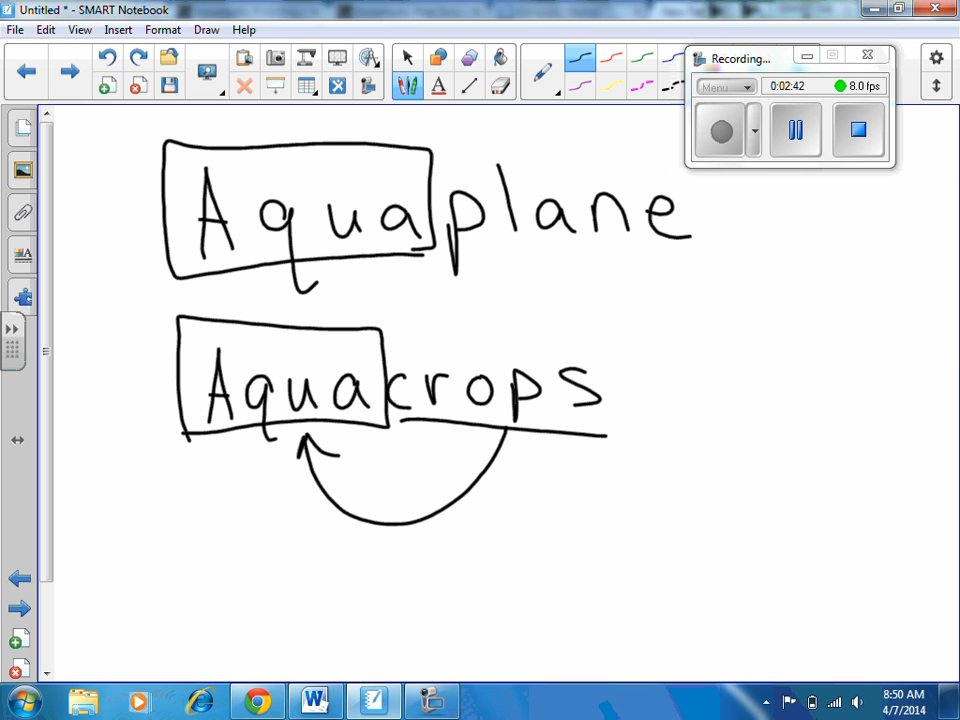 Untitled * - SMART Notebook
File Edit View Insert Format Draw Help
Recording...
Menu 0:02:42 8.0 fps
Aquaplane
Aquacrops
8:50 AM
4/7/2014